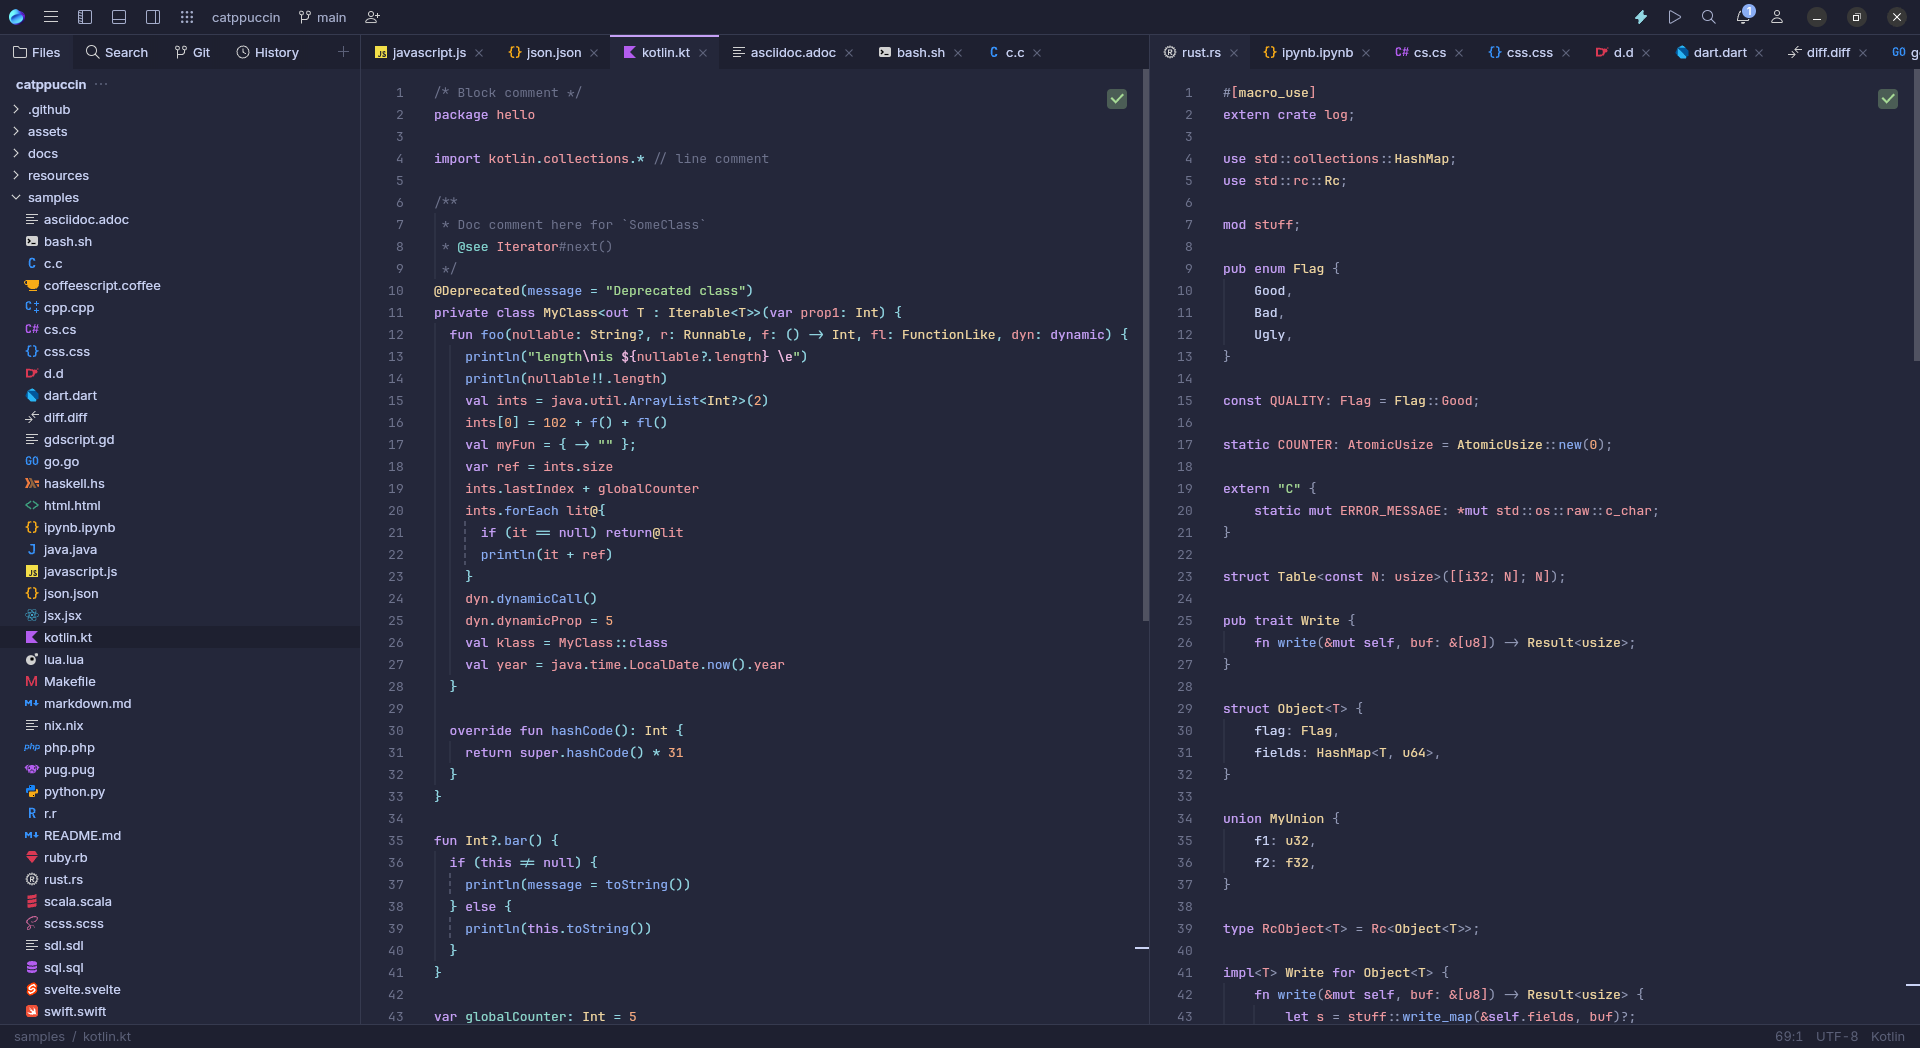 catppuccin main 1
Files Search Git History
catppuccin ...
.github
assets
docs
resources
samples
asciidoc.adoc
bash.sh
C c.c
coffeescript.coffee
cpp.cpp
C# cs.cs
{} css.css
d.d
dart.dart
diff.diff
gdscript.gd
GO go.go
haskell.hs
<> html.html
{} ipynb.ipynb
J java.java
JS javascript.js
{} json.json
jsx.jsx
kotlin.kt
lua.lua
M Makefile
M+ markdown.md
nix.nix
php php.php
pug.pug
python.py
R r.r
M+ README.md
ruby.rb
rust.rs
scala.scala
scss.scss
sdl.sdl
sql.sql
svelte.svelte
swift.swift
JS javascript.js {} json.json kotlin.kt asciidoc.adoc bash.sh C c.c
1 /* Block comment */
2 package hello
3
4 import kotlin.collections.* // line comment
5
6 /**
7 * Doc comment here for `SomeClass`
8 * @see Iterator#next()
9 */
10 @Deprecated(message = "Deprecated class")
11 private class MyClass<out T : Iterable<T>>(var prop1: Int) {
12 fun foo(nullable: String?, r: Runnable, f: () -> Int, fl: FunctionLike, dyn: dynamic) {
13 println("length\nis ${nullable?.length} \e")
14 println(nullable!!.length)
15 val ints = java.util.ArrayList<Int?>(2)
16 ints[0] = 102 + f() + fl()
17 val myFun = { -> "" };
18 var ref = ints.size
19 ints.lastIndex + globalCounter
20 ints.forEach lit@{
21 if (it == null) return@lit
22 println(it + ref)
23 }
24 dyn.dynamicCall()
25 dyn.dynamicProp = 5
26 val klass = MyClass::class
27 val year = java.time.LocalDate.now().year
28 }
29
30 override fun hashCode(): Int {
31 return super.hashCode() * 31
32 }
33 }
34
35 fun Int?.bar() {
36 if (this != null) {
37 println(message = toString())
38 } else {
39 println(this.toString())
40 }
41 }
42
43 var globalCounter: Int = 5
rust.rs {} ipynb.ipynb C# cs.cs {} css.css d.d dart.dart diff.diff GO g
1 #[macro_use]
2 extern crate log;
3
4 use std::collections::HashMap;
5 use std::rc::Rc;
6
7 mod stuff;
8
9 pub enum Flag {
10 Good,
11 Bad,
12 Ugly,
13 }
14
15 const QUALITY: Flag = Flag::Good;
16
17 static COUNTER: AtomicUsize = AtomicUsize::new(0);
18
19 extern "C" {
20 static mut ERROR_MESSAGE: *mut std::os::raw::c_char;
21 }
22
23 struct Table<const N: usize>([[i32; N]; N]);
24
25 pub trait Write {
26 fn write(&mut self, buf: &[u8]) -> Result<usize>;
27 }
28
29 struct Object<T> {
30 flag: Flag,
31 fields: HashMap<T, u64>,
32 }
33
34 union MyUnion {
35 f1: u32,
36 f2: f32,
37 }
38
39 type RcObject<T> = Rc<Object<T>>;
40
41 impl<T> Write for Object<T> {
42 fn write(&mut self, buf: &[u8]) -> Result<usize> {
43 let s = stuff::write_map(&self.fields, buf)?;
samples / kotlin.kt 69:1 UTF-8 Kotlin